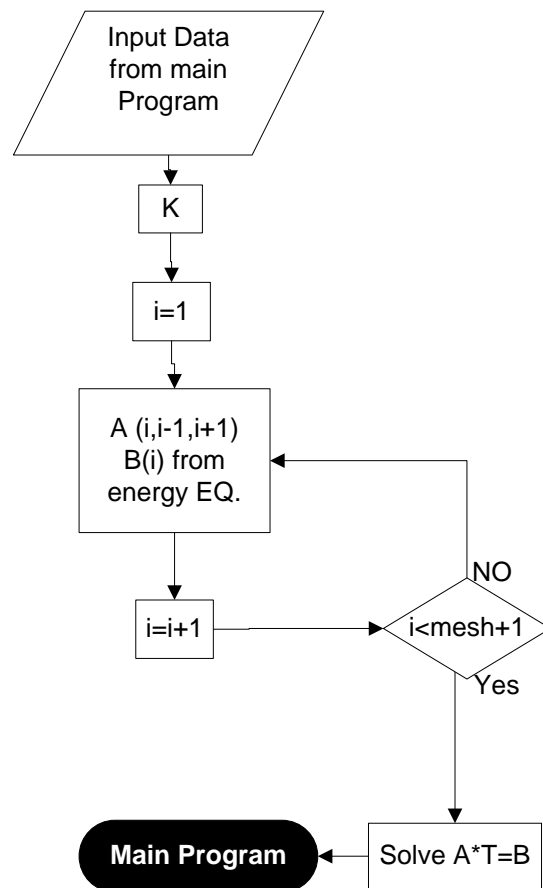 Input Data
from main
Program
K
i=1
A (i,i-1,i+1)
B(i) from
energy EQ.
NO
i=i+1
i<mesh+1
Yes
Main Program
Solve A*T=B